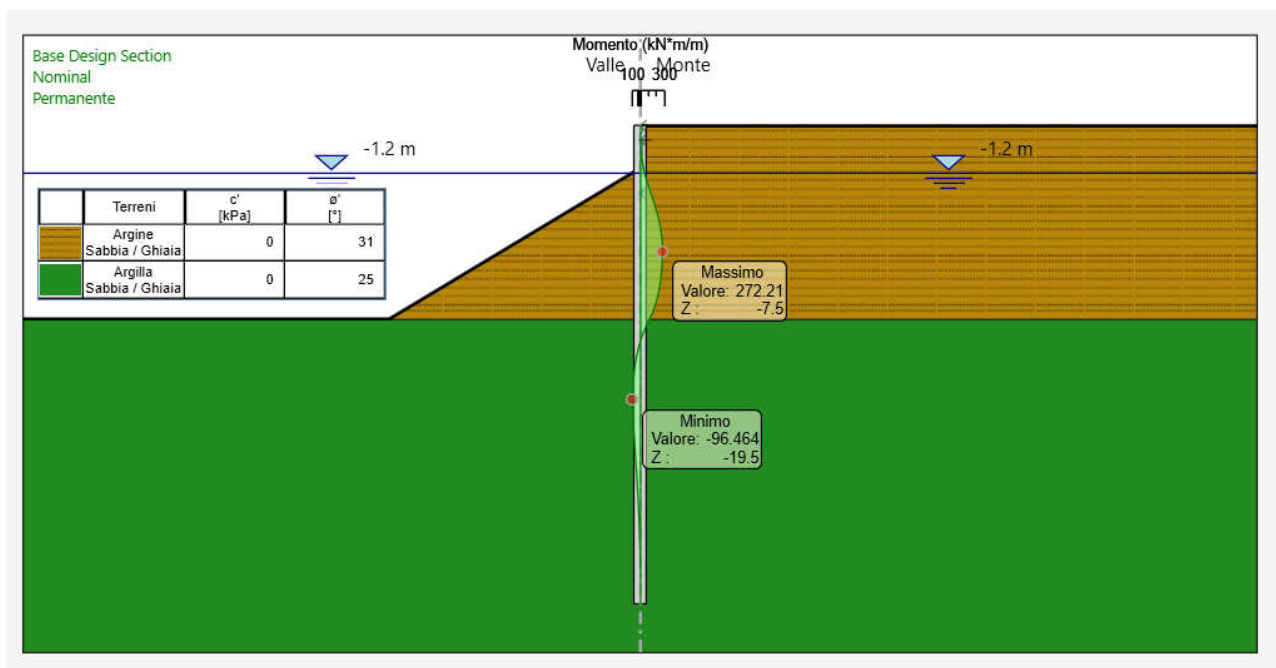 Base Design Section
Nominal
Permanente
Momento (kN*m/m)
Valle Monte
100 300
-1.2 m
-1.2 m
Terreni c' [kPa] ø' [°]
Argine
Sabbia / Ghiaia 0 31
Argilla
Sabbia / Ghiaia 0 25
Massimo
Valore: 272.21
Z : -7.5
Minimo
Valore: -96.464
Z : -19.5